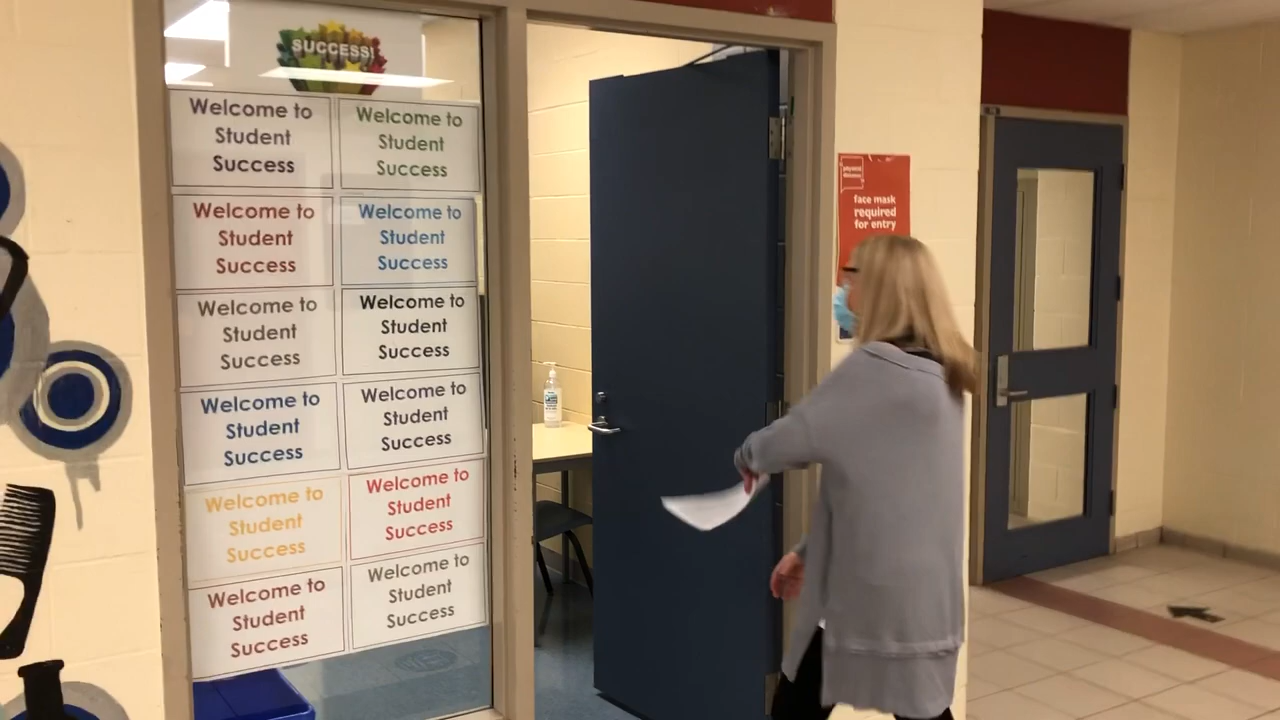 SUCCESS!
Welcome to
Student
Success
Welcome to
Student
Success
Welcome to
Student
Success
Welcome to
Student
Success
Welcome to
Student
Success
Welcome to
Student
Success
Welcome to
Student
Success
Welcome to
Student
Success
Welcome to
Student
Success
Welcome to
Student
Success
Welcome to
Student
Success
Welcome to
Student
Success
physical
distance
face mask
required
for entry